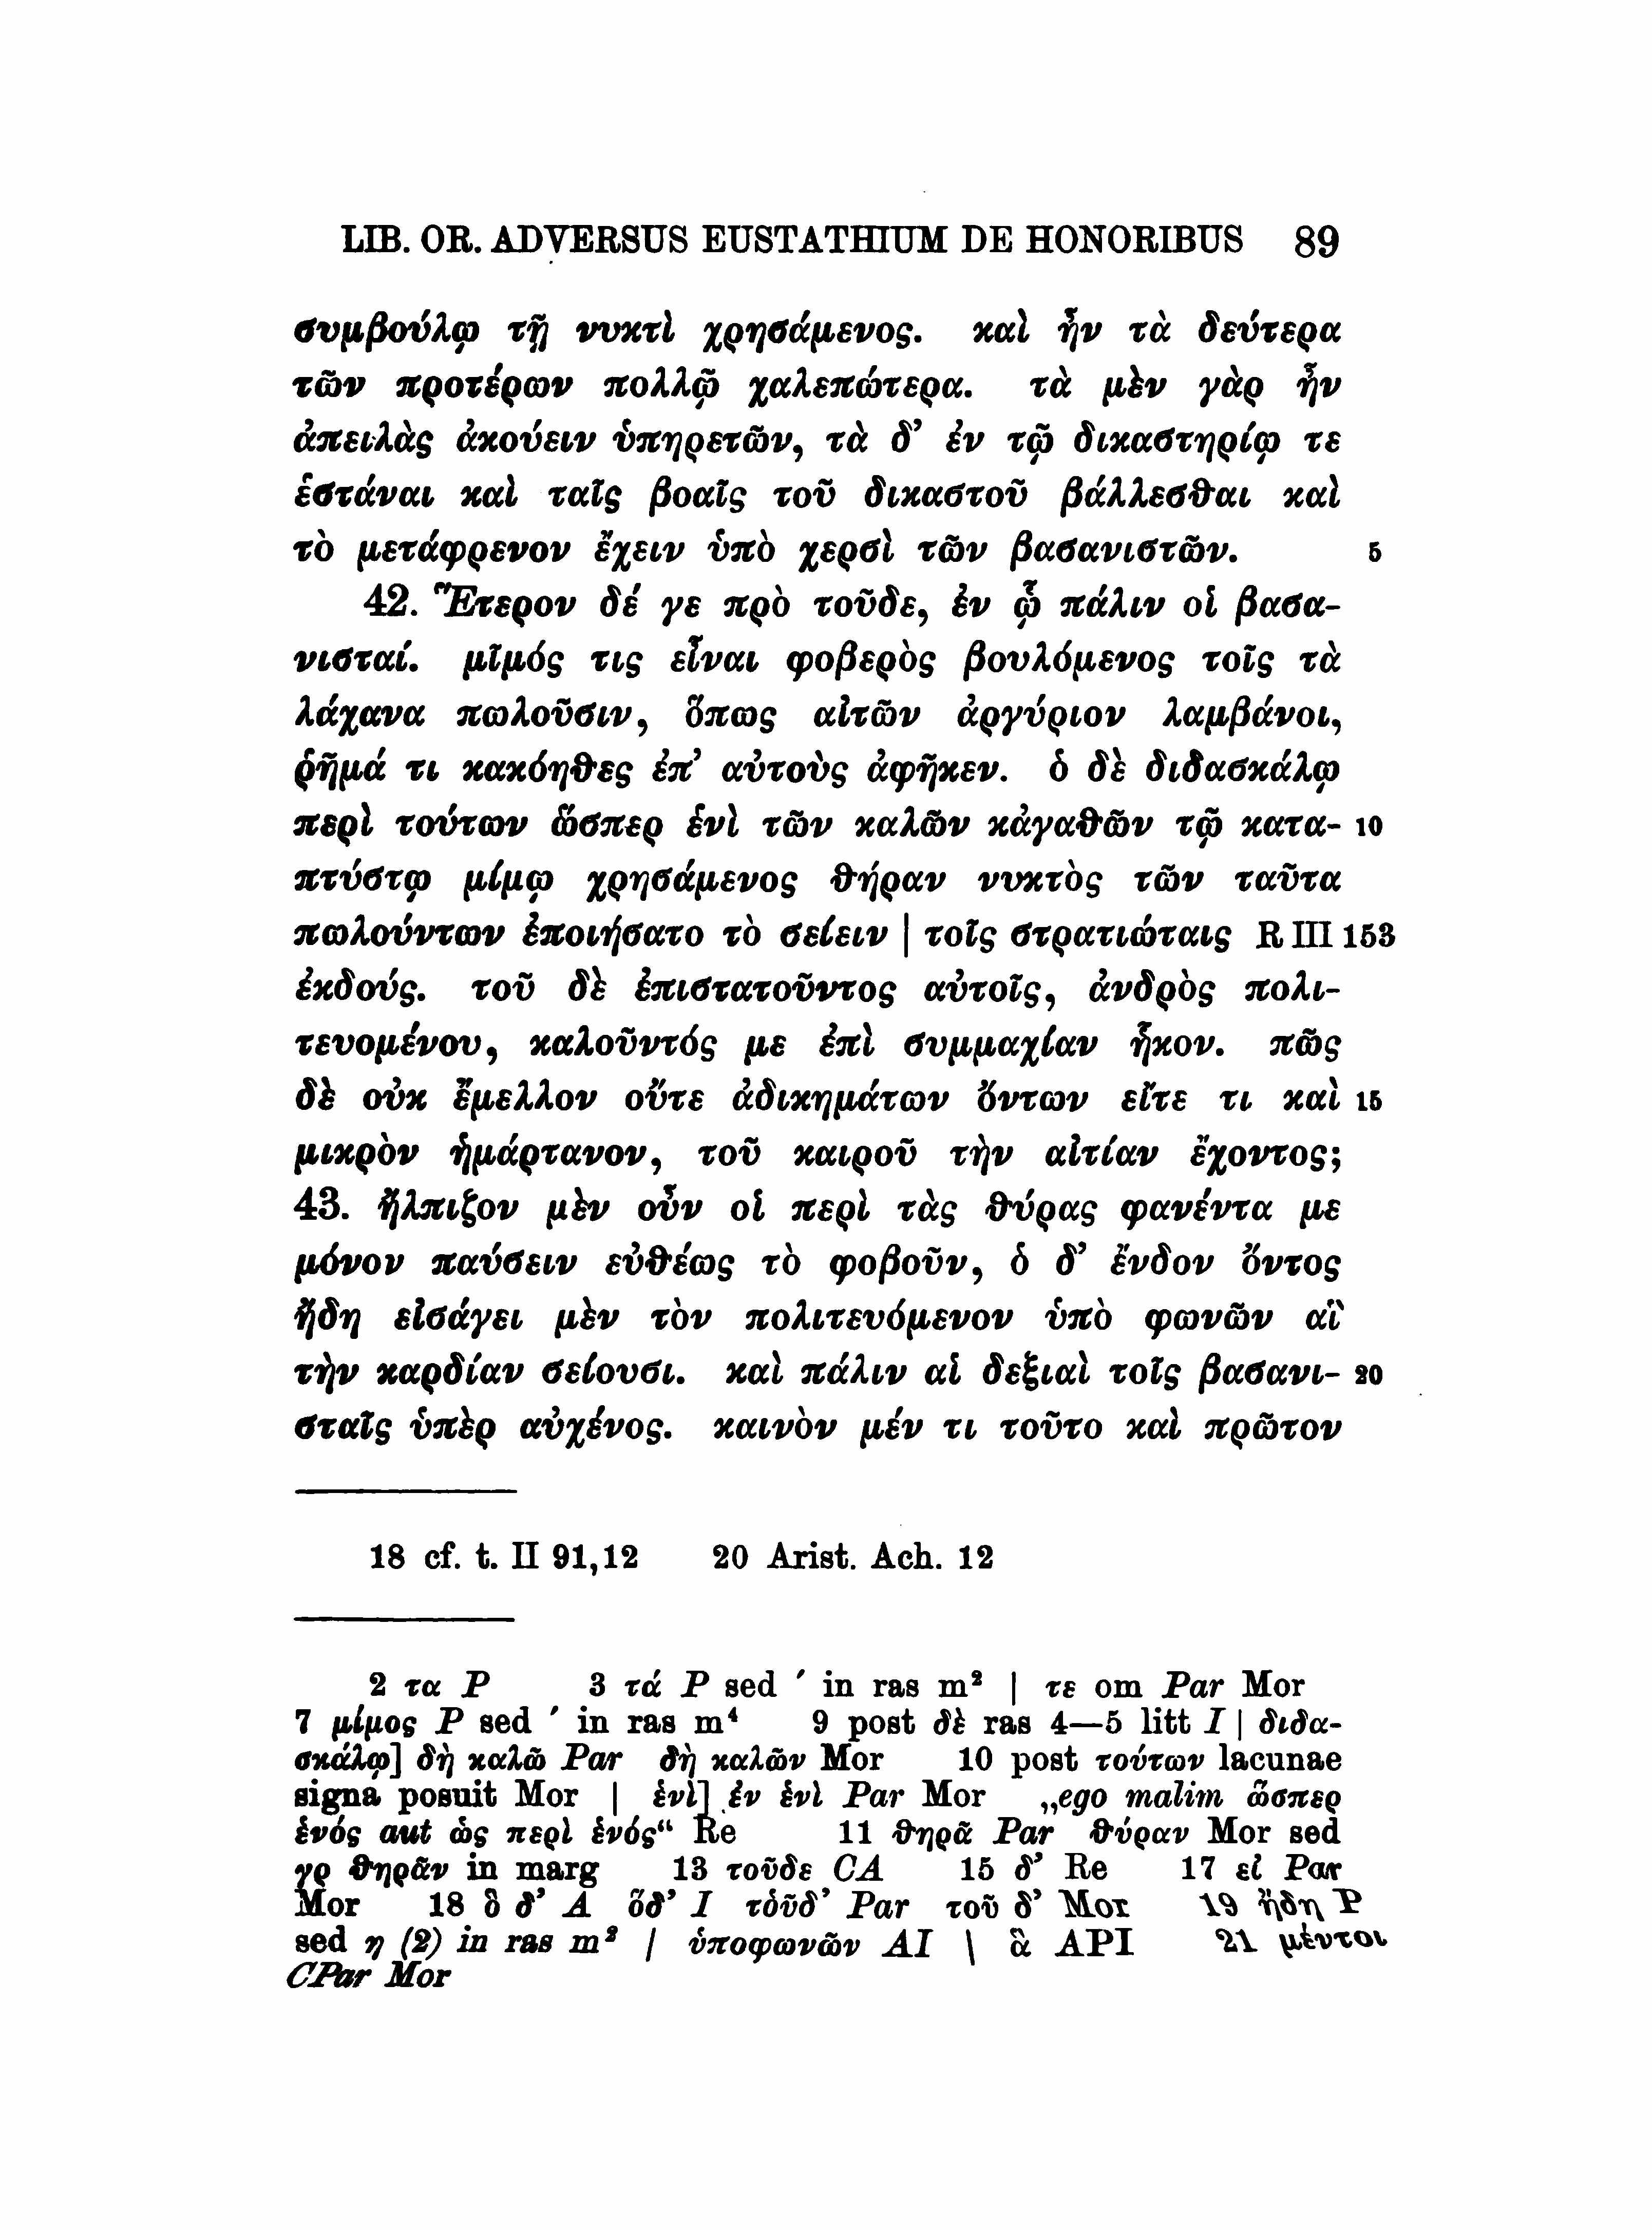 LIB. OR. ADVERSUS EUSTATHIUM DE HONORIBUS 89
συμβούλῳ τῇ νυκτὶ χρησάμενος. καὶ ἦν τὰ δεύτερα
τῶν προτέρων πολλῷ χαλεπώτερα. τὰ μὲν γὰρ ἦν
ἀπειλὰς ἀκούειν ὑπηρετῶν, τὰ δ’ ἐν τῷ δικαστηρίῳ τε
ἑστάναι καὶ ταῖς βοαῖς τοῦ δικαστοῦ βάλλεσθαι καὶ
τὸ μετάφρενον ἔχειν ὑπὸ χερσὶ τῶν βασανιστῶν. 5
42. Ἕτερον δέ γε πρὸ τοῦδε, ἐν ᾧ πάλιν οἱ βασα-
νισταί. μῖμός τις εἶναι φοβερὸς βουλόμενος τοῖς τὰ
λάχανα πωλοῦσιν, ὅπως αἰτῶν ἀργύριον λαμβάνοι,
ῥῆμά τι κακόηθες ἐπ’ αὐτοὺς ἀφῆκεν. ὁ δὲ διδασκάλῳ
περὶ τούτων ὥσπερ ἑνὶ τῶν καλῶν κἀγαθῶν τῷ κατα- 10
πτύστῳ μίμῳ χρησάμενος θήραν νυκτὸς τῶν ταῦτα
πωλούντων ἐποιήσατο τὸ σείειν | τοῖς στρατιώταις R III 153
ἐκδούς. τοῦ δὲ ἐπιστατοῦντος αὐτοῖς, ἀνδρὸς πολι-
τευομένου, καλοῦντός με ἐπὶ συμμαχίαν ἧκον. πῶς
δὲ οὐκ ἔμελλον οὔτε ἀδικημάτων ὄντων εἴτε τι καὶ 15
μικρὸν ἡμάρτανον, τοῦ καιροῦ τὴν αἰτίαν ἔχοντος;
43. ἤλπιζον μὲν οὖν οἱ περὶ τὰς θύρας φανέντα με
μόνον παύσειν εὐθέως τὸ φοβοῦν, ὁ δ’ ἔνδον ὄντος
ἤδη εἰσάγει μὲν τὸν πολιτευόμενον ὑπὸ φωνῶν αἳ
τὴν καρδίαν σείουσι. καὶ πάλιν αἱ δεξιαὶ τοῖς βασανι- 20
σταῖς ὑπὲρ αὐχένος. καινὸν μέν τι τοῦτο καὶ πρῶτον
18 cf. t. II 91,12 20 Arist. Ach. 12
2 τα P 3 τά P sed ´ in ras m² | τε om Par Mor
7 μίμος P sed ´ in ras m⁴ 9 post δὲ ras 4—5 litt I | διδα-
σκάλῳ] δὴ καλῶ Par δὴ καλῶν Mor 10 post τούτων lacunae
signa posuit Mor | ἑνὶ] ἐν ἑνὶ Par Mor „ego malim ὥσπερ
ἑνός aut ὡς περὶ ἑνός“ Re 11 θηρᾶ Par θύραν Mor sed
γρ θηρᾶν in marg 13 τοῦδε CA 15 δ’ Re 17 εἰ Par
Mor 18 ὃ δ’ A ὅδ’ I τὸῦδ’ Par τοῦ δ’ Mor 19 ἤδη P
sed η (2) in ras m² | ὑποφωνῶν AI | ἃ API 21 μέντοι
CPar Mor